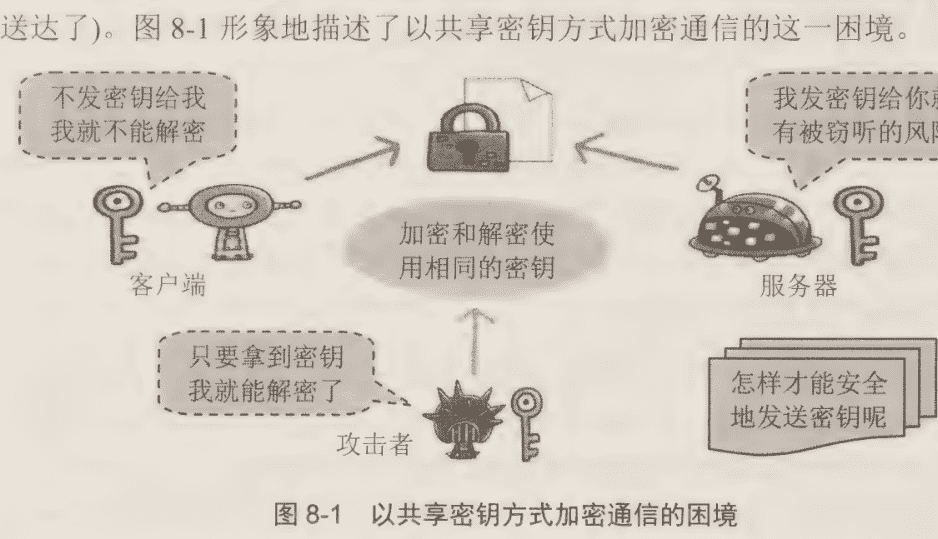 送达了)。图 8-1 形象地描述了以共享密钥方式加密通信的这一困境。
不发密钥给我
我就不能解密
我发密钥给你就
有被窃听的风险
加密和解密使
用相同的密钥
客户端
服务器
只要拿到密钥
我就能解密了
怎样才能安全
地发送密钥呢
攻击者
图 8-1 以共享密钥方式加密通信的困境